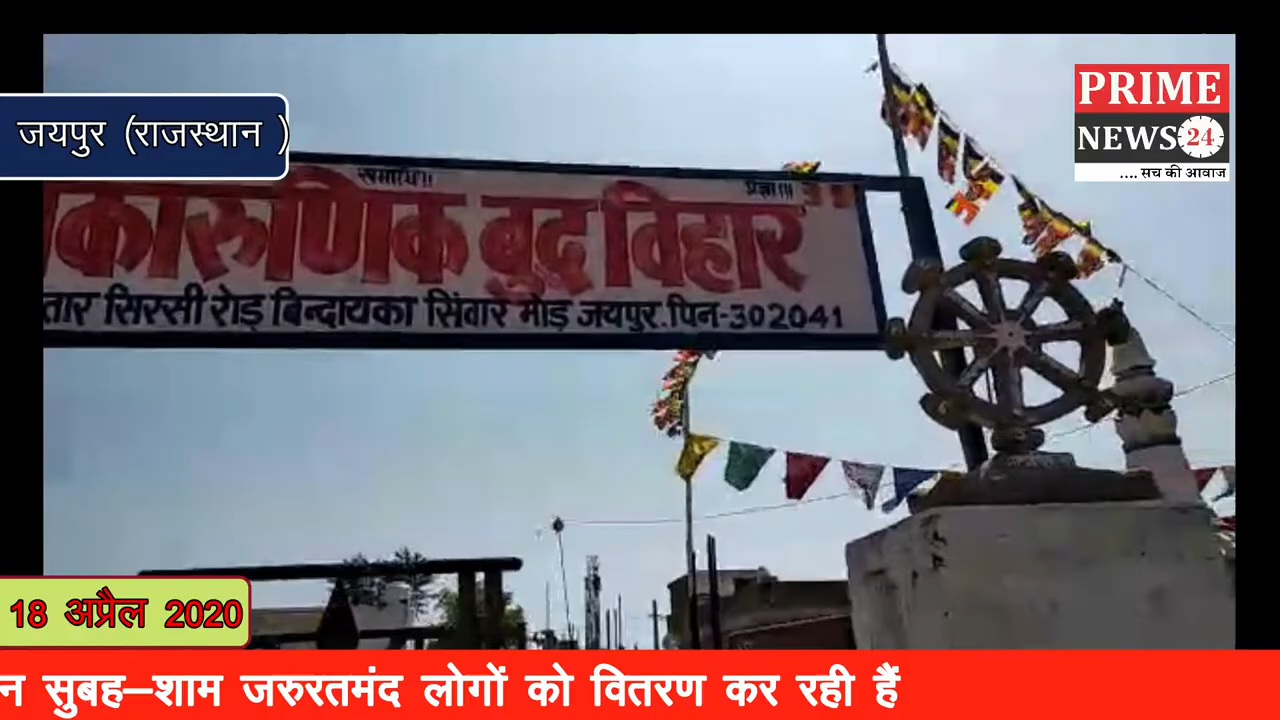 PRIME
NEWS 24
.... सच की आवाज
जयपुर (राजस्थान )
समाधि॥
प्रज्ञा॥
कारुणिक बुद्ध विहार
तार सिरसी रोड़ बिन्दायका सिंवार मोड़ जयपुर.पिन-302041
18 अप्रैल 2020
न सुबह–शाम जरुरतमंद लोगों को वितरण कर रही हैं